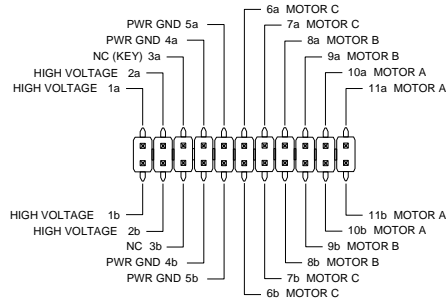 6a MOTOR C
PWR GND 5a
7a MOTOR C
PWR GND 4a
8a MOTOR B
NC (KEY) 3a
9a MOTOR B
HIGH VOLTAGE 2a
10a MOTOR A
HIGH VOLTAGE 1a
11a MOTOR A
HIGH VOLTAGE 1b
11b MOTOR A
HIGH VOLTAGE 2b
10b MOTOR A
NC 3b
9b MOTOR B
PWR GND 4b
8b MOTOR B
PWR GND 5b
7b MOTOR C
6b MOTOR C